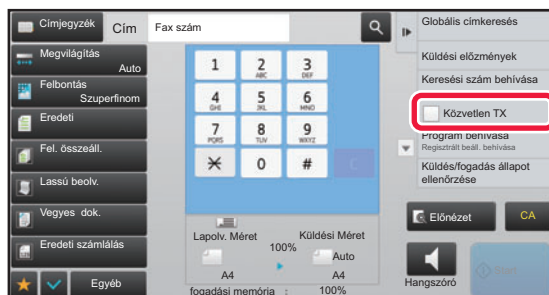 Címjegyzék
Cím
Fax szám
Globális címkeresés
Megvilágítás
Auto
Küldési előzmények
Felbontás
Szuperfinom
Keresési szám behívása
Eredeti
Közvetlen TX
Fel. összeáll.
Program behívása
Regisztrált beáll. behívása
Lassú beolv.
Küldés/fogadás állapot
ellenőrzése
Vegyes dok.
Eredeti számlálás
Egyéb
1
2
ABC
3
DEF
4
GHI
5
JKL
6
MNO
7
PQRS
8
TUV
9
WXYZ
0
#
C
Lapolv. Méret
Küldési Méret
100%
Auto
A4
A4
fogadási memória : 100%
Előnézet
CA
Hangszóró
Start